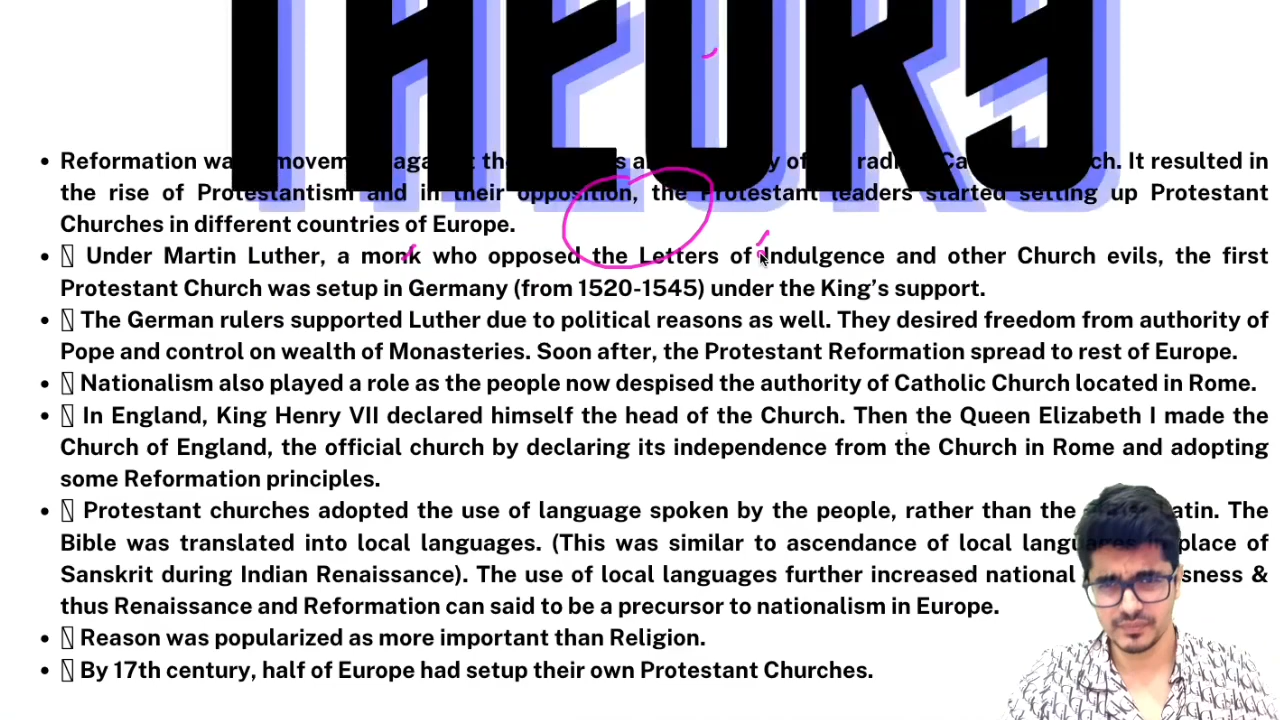 THEORY
Reformation wa movem aga the a y of radi Ca ch. It resulted in
the rise of Protestantism and in their opposition, the Protestant leaders started setting up Protestant
Churches in different countries of Europe.
Under Martin Luther, a monk who opposed the Letters of Indulgence and other Church evils, the first
Protestant Church was setup in Germany (from 1520-1545) under the King’s support.
The German rulers supported Luther due to political reasons as well. They desired freedom from authority of
Pope and control on wealth of Monasteries. Soon after, the Protestant Reformation spread to rest of Europe.
Nationalism also played a role as the people now despised the authority of Catholic Church located in Rome.
In England, King Henry VII declared himself the head of the Church. Then the Queen Elizabeth I made the
Church of England, the official church by declaring its independence from the Church in Rome and adopting
some Reformation principles.
Protestant churches adopted the use of language spoken by the people, rather than the Latin. The
Bible was translated into local languages. (This was similar to ascendance of local languages in place of
Sanskrit during Indian Renaissance). The use of local languages further increased national sness &
thus Renaissance and Reformation can said to be a precursor to nationalism in Europe.
Reason was popularized as more important than Religion.
By 17th century, half of Europe had setup their own Protestant Churches.